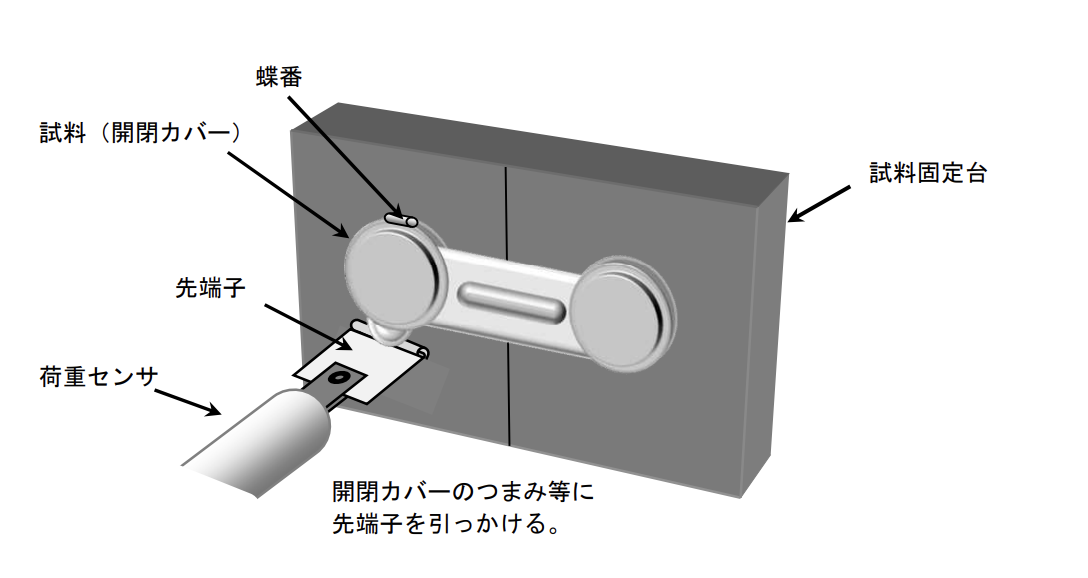 蝶番
試料（開閉カバー）
試料固定台
先端子
荷重センサ
開閉カバーのつまみ等に
先端子を引っかける。